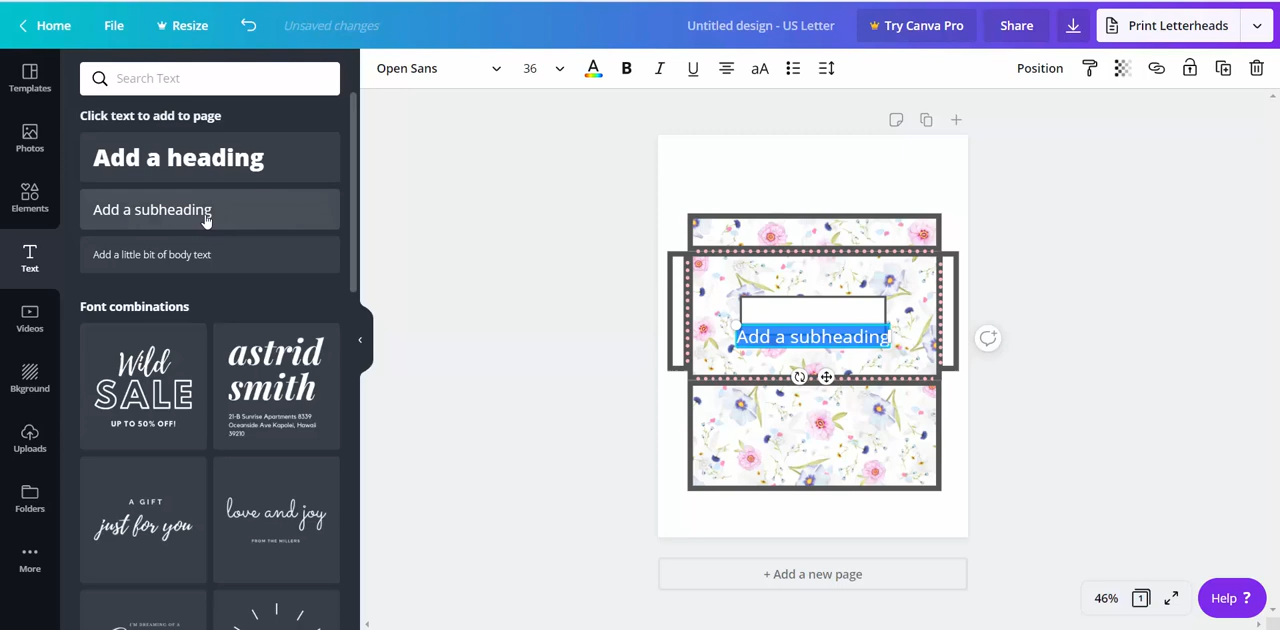 Home
File
Resize
Unsaved changes
Untitled design - US Letter
Try Canva Pro
Share
Print Letterheads
Templates
Photos
Elements
Text
Videos
Bkground
Uploads
Folders
More
Search Text
Click text to add to page
Add a heading
Add a subheading
Add a little bit of body text
Font combinations
Wild
SALE
UP TO 50% OFF!
astrid
smith
21-B Sunrise Apartments 8339
Oceanside Ave Kapolei, Hawaii
39210
A GIFT
just for you
love and joy
FROM THE MILLERS
I'M DREAMING OF A
Open Sans
36
B
I
U
aA
Position
Add a subheading
+ Add a new page
46%
1
Help ?